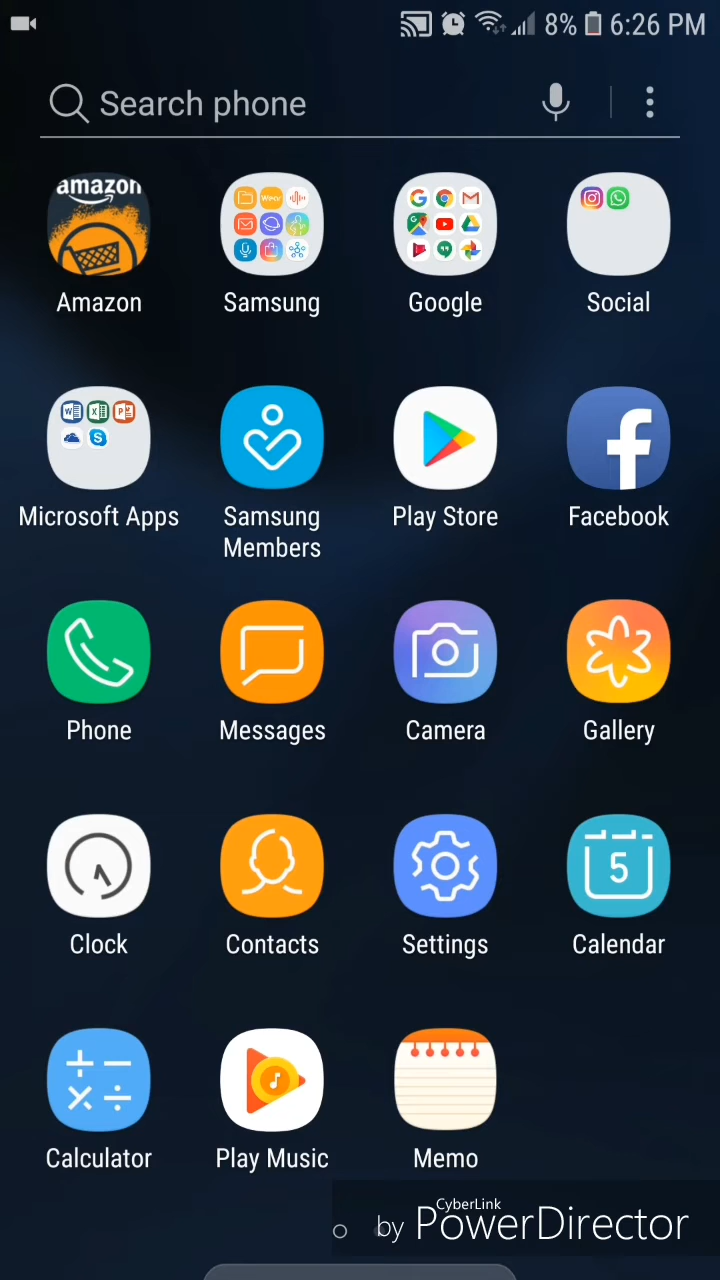 8% 6:26 PM
Search phone
amazon
Amazon
Samsung
Google
Social
Microsoft Apps
Samsung
Members
Play Store
Facebook
Phone
Messages
Camera
Gallery
5
Clock
Contacts
Settings
Calendar
Calculator
Play Music
Memo
CyberLink
by PowerDirector